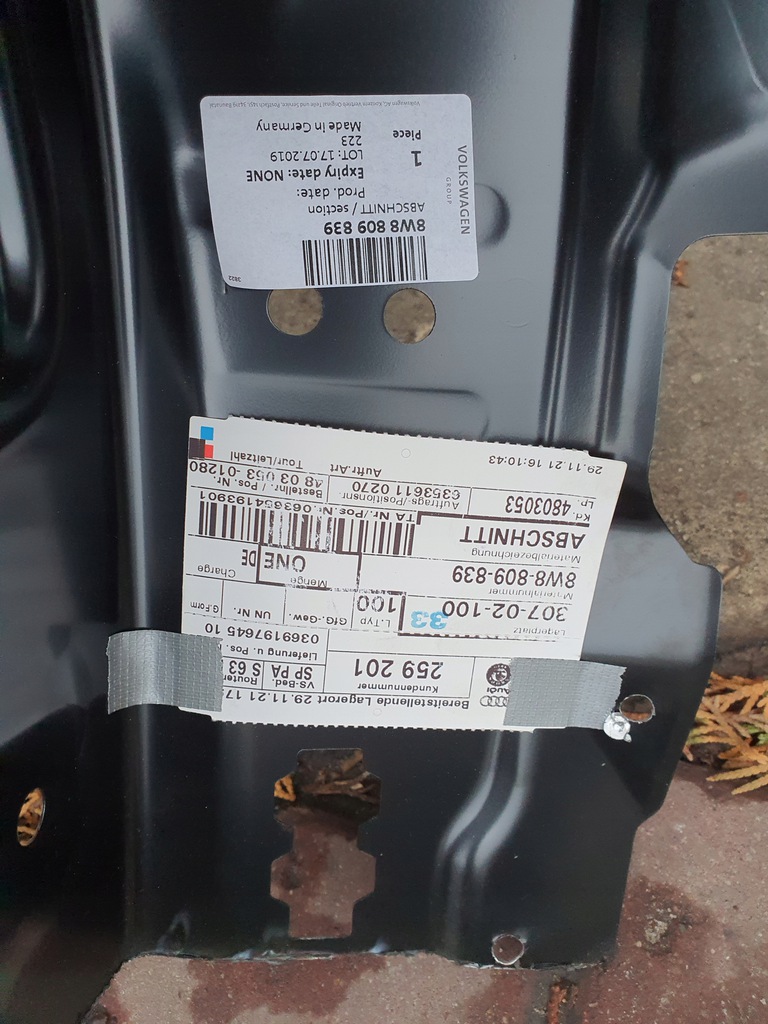 VOLKSWAGEN
GROUP
3822
8W8 809 839
ABSCHNITT / section
Prod. date:
Expiry date: NONE
LOT: 17.07.2019
223
Made in Germany
1
Piece
Bereitstellende Lagerort 29.11.21 17:
Audi
Kundennummer
259 201
VS-Bed.
SP PA
Router
S 63
Lieferung u. Pos.
0369197645 10
Lagerplatz
307-02-100
33
L.Typ
100
GfG-Gew.
UN Nr.
G.Form
Materialnummer
8W8-809-839
Menge
ONE
Charge
DE
Materialbezeichnung
ABSCHNITT
TA Nr./Pos.Nr.
Kd.
Lp. 4803053
Auftrags-/Positionsnr
6353611 0270
Bestellnr. / Pos. Nr.
48 03 053 -01280
29.11.21 16:10:43
Auftr.Art
Tour/Leitzahl